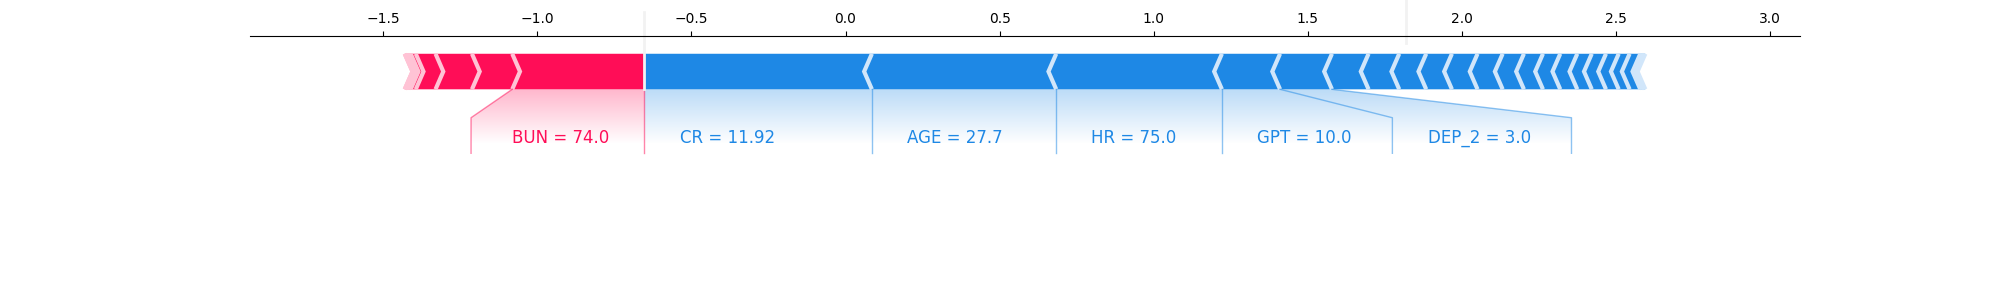 −1.5 −1.0 −0.5 0.0 0.5 1.0 1.5 2.0 2.5 3.0
BUN = 74.0 CR = 11.92 AGE = 27.7 HR = 75.0 GPT = 10.0 DEP_2 = 3.0